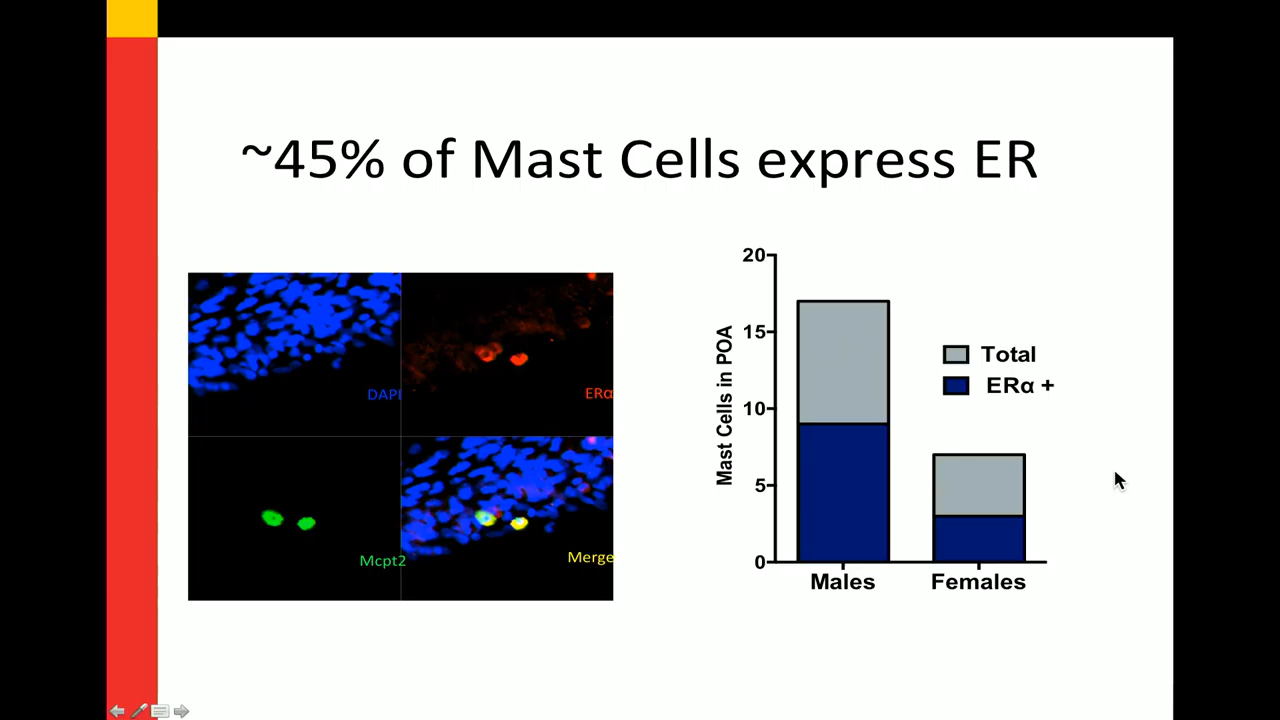 ~45% of Mast Cells express ER
DAPI
ERα
Mcpt2
Merge
20
15
10
5
0
Mast Cells in POA
Total
ERα +
Males
Females